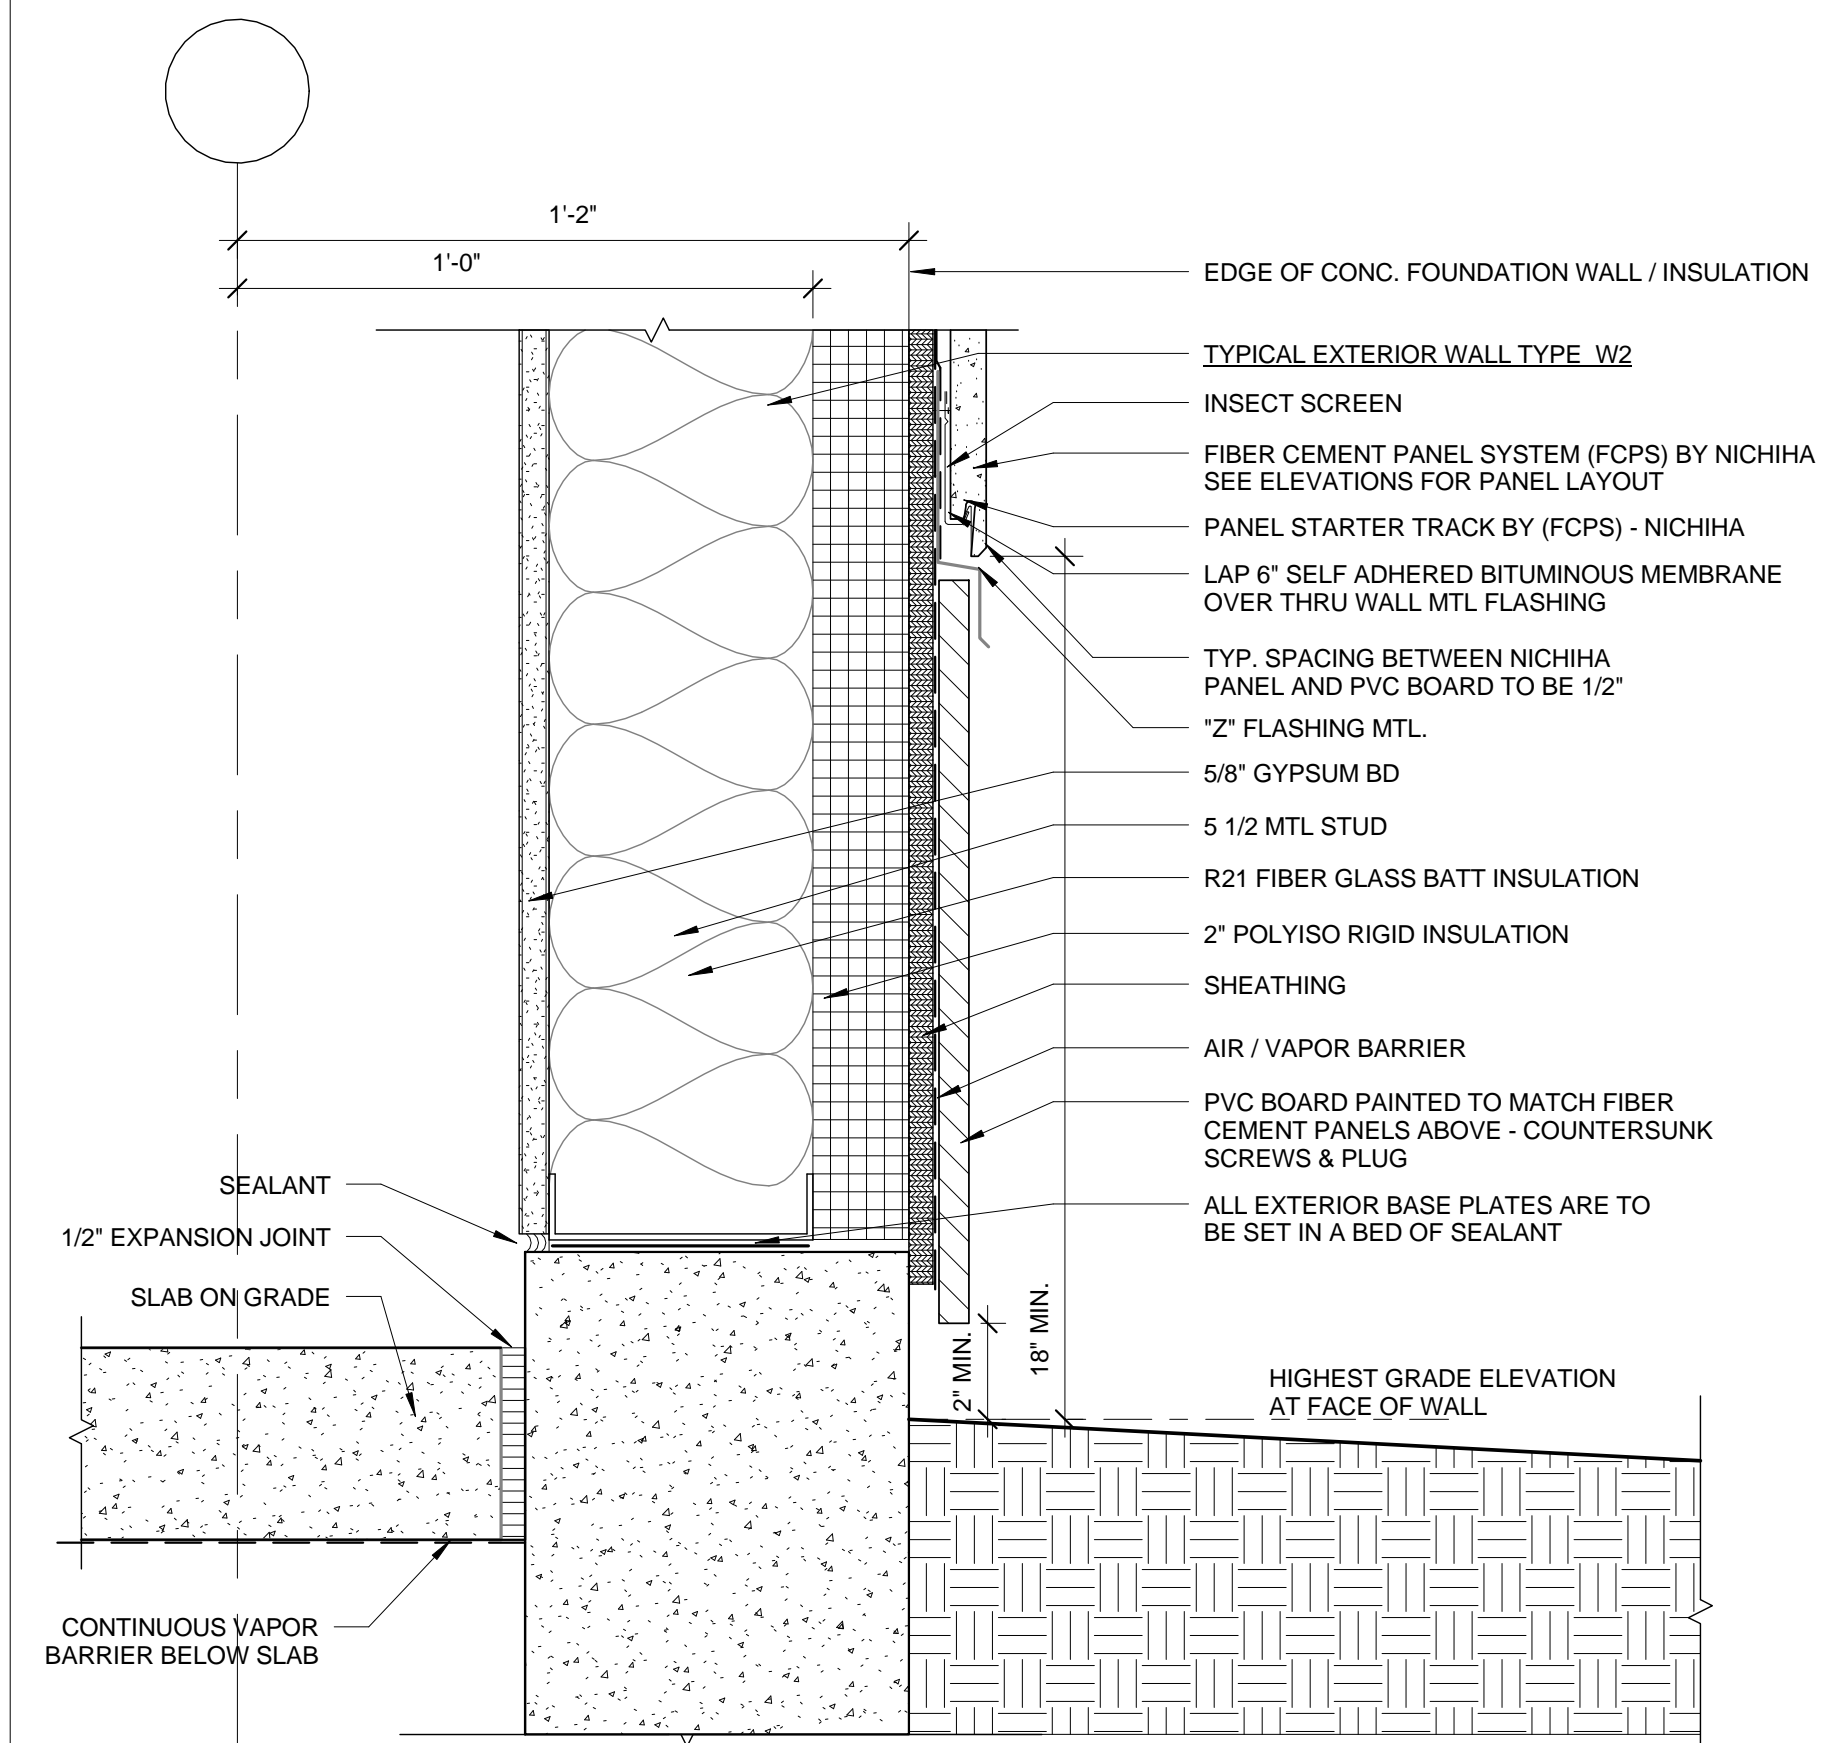 1'-2"
1'-0"
EDGE OF CONC. FOUNDATION WALL / INSULATION
TYPICAL EXTERIOR WALL TYPE  W2
INSECT SCREEN
FIBER CEMENT PANEL SYSTEM (FCPS) BY NICHIHA
SEE ELEVATIONS FOR PANEL LAYOUT
PANEL STARTER TRACK BY (FCPS) - NICHIHA
LAP 6" SELF ADHERED BITUMINOUS MEMBRANE
OVER THRU WALL MTL FLASHING
TYP. SPACING BETWEEN NICHIHA
PANEL AND PVC BOARD TO BE 1/2"
"Z" FLASHING MTL.
5/8" GYPSUM BD
5 1/2 MTL STUD
R21 FIBER GLASS BATT INSULATION
2" POLYISO RIGID INSULATION
SHEATHING
AIR / VAPOR BARRIER
PVC BOARD PAINTED TO MATCH FIBER
CEMENT PANELS ABOVE - COUNTERSUNK
SCREWS & PLUG
ALL EXTERIOR BASE PLATES ARE TO
BE SET IN A BED OF SEALANT
SEALANT
1/2" EXPANSION JOINT
SLAB ON GRADE
2" MIN.
18" MIN.
HIGHEST GRADE ELEVATION
AT FACE OF WALL
CONTINUOUS VAPOR
BARRIER BELOW SLAB